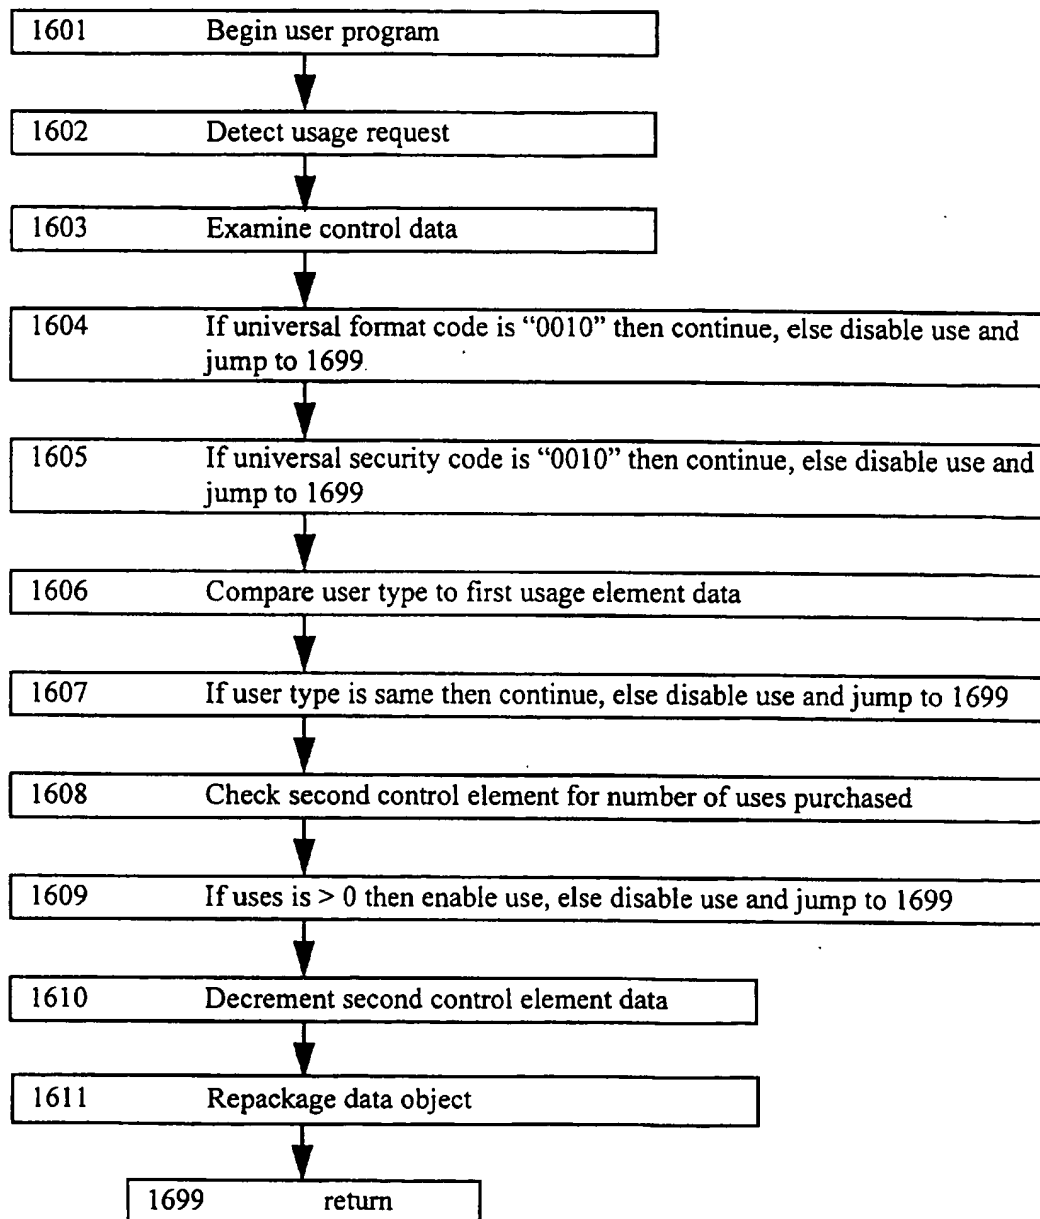 1601 Begin user program
1602 Detect usage request
1603 Examine control data
1604 If universal format code is “0010” then continue, else disable use and
jump to 1699.
1605 If universal security code is “0010” then continue, else disable use and
jump to 1699
1606 Compare user type to first usage element data
1607 If user type is same then continue, else disable use and jump to 1699
1608 Check second control element for number of uses purchased
1609 If uses is > 0 then enable use, else disable use and jump to 1699
1610 Decrement second control element data
1611 Repackage data object
1699 return